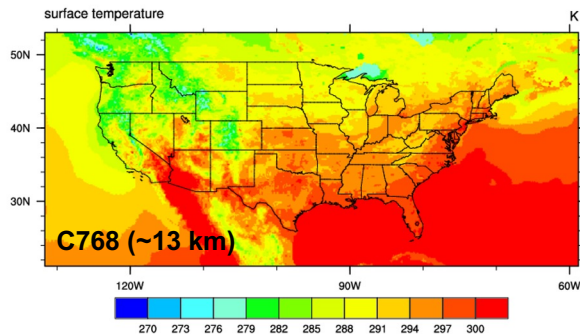 surface temperature K
50N
40N
30N
C768 (~13 km)
120W 90W 60W
270 273 276 279 282 285 288 291 294 297 300